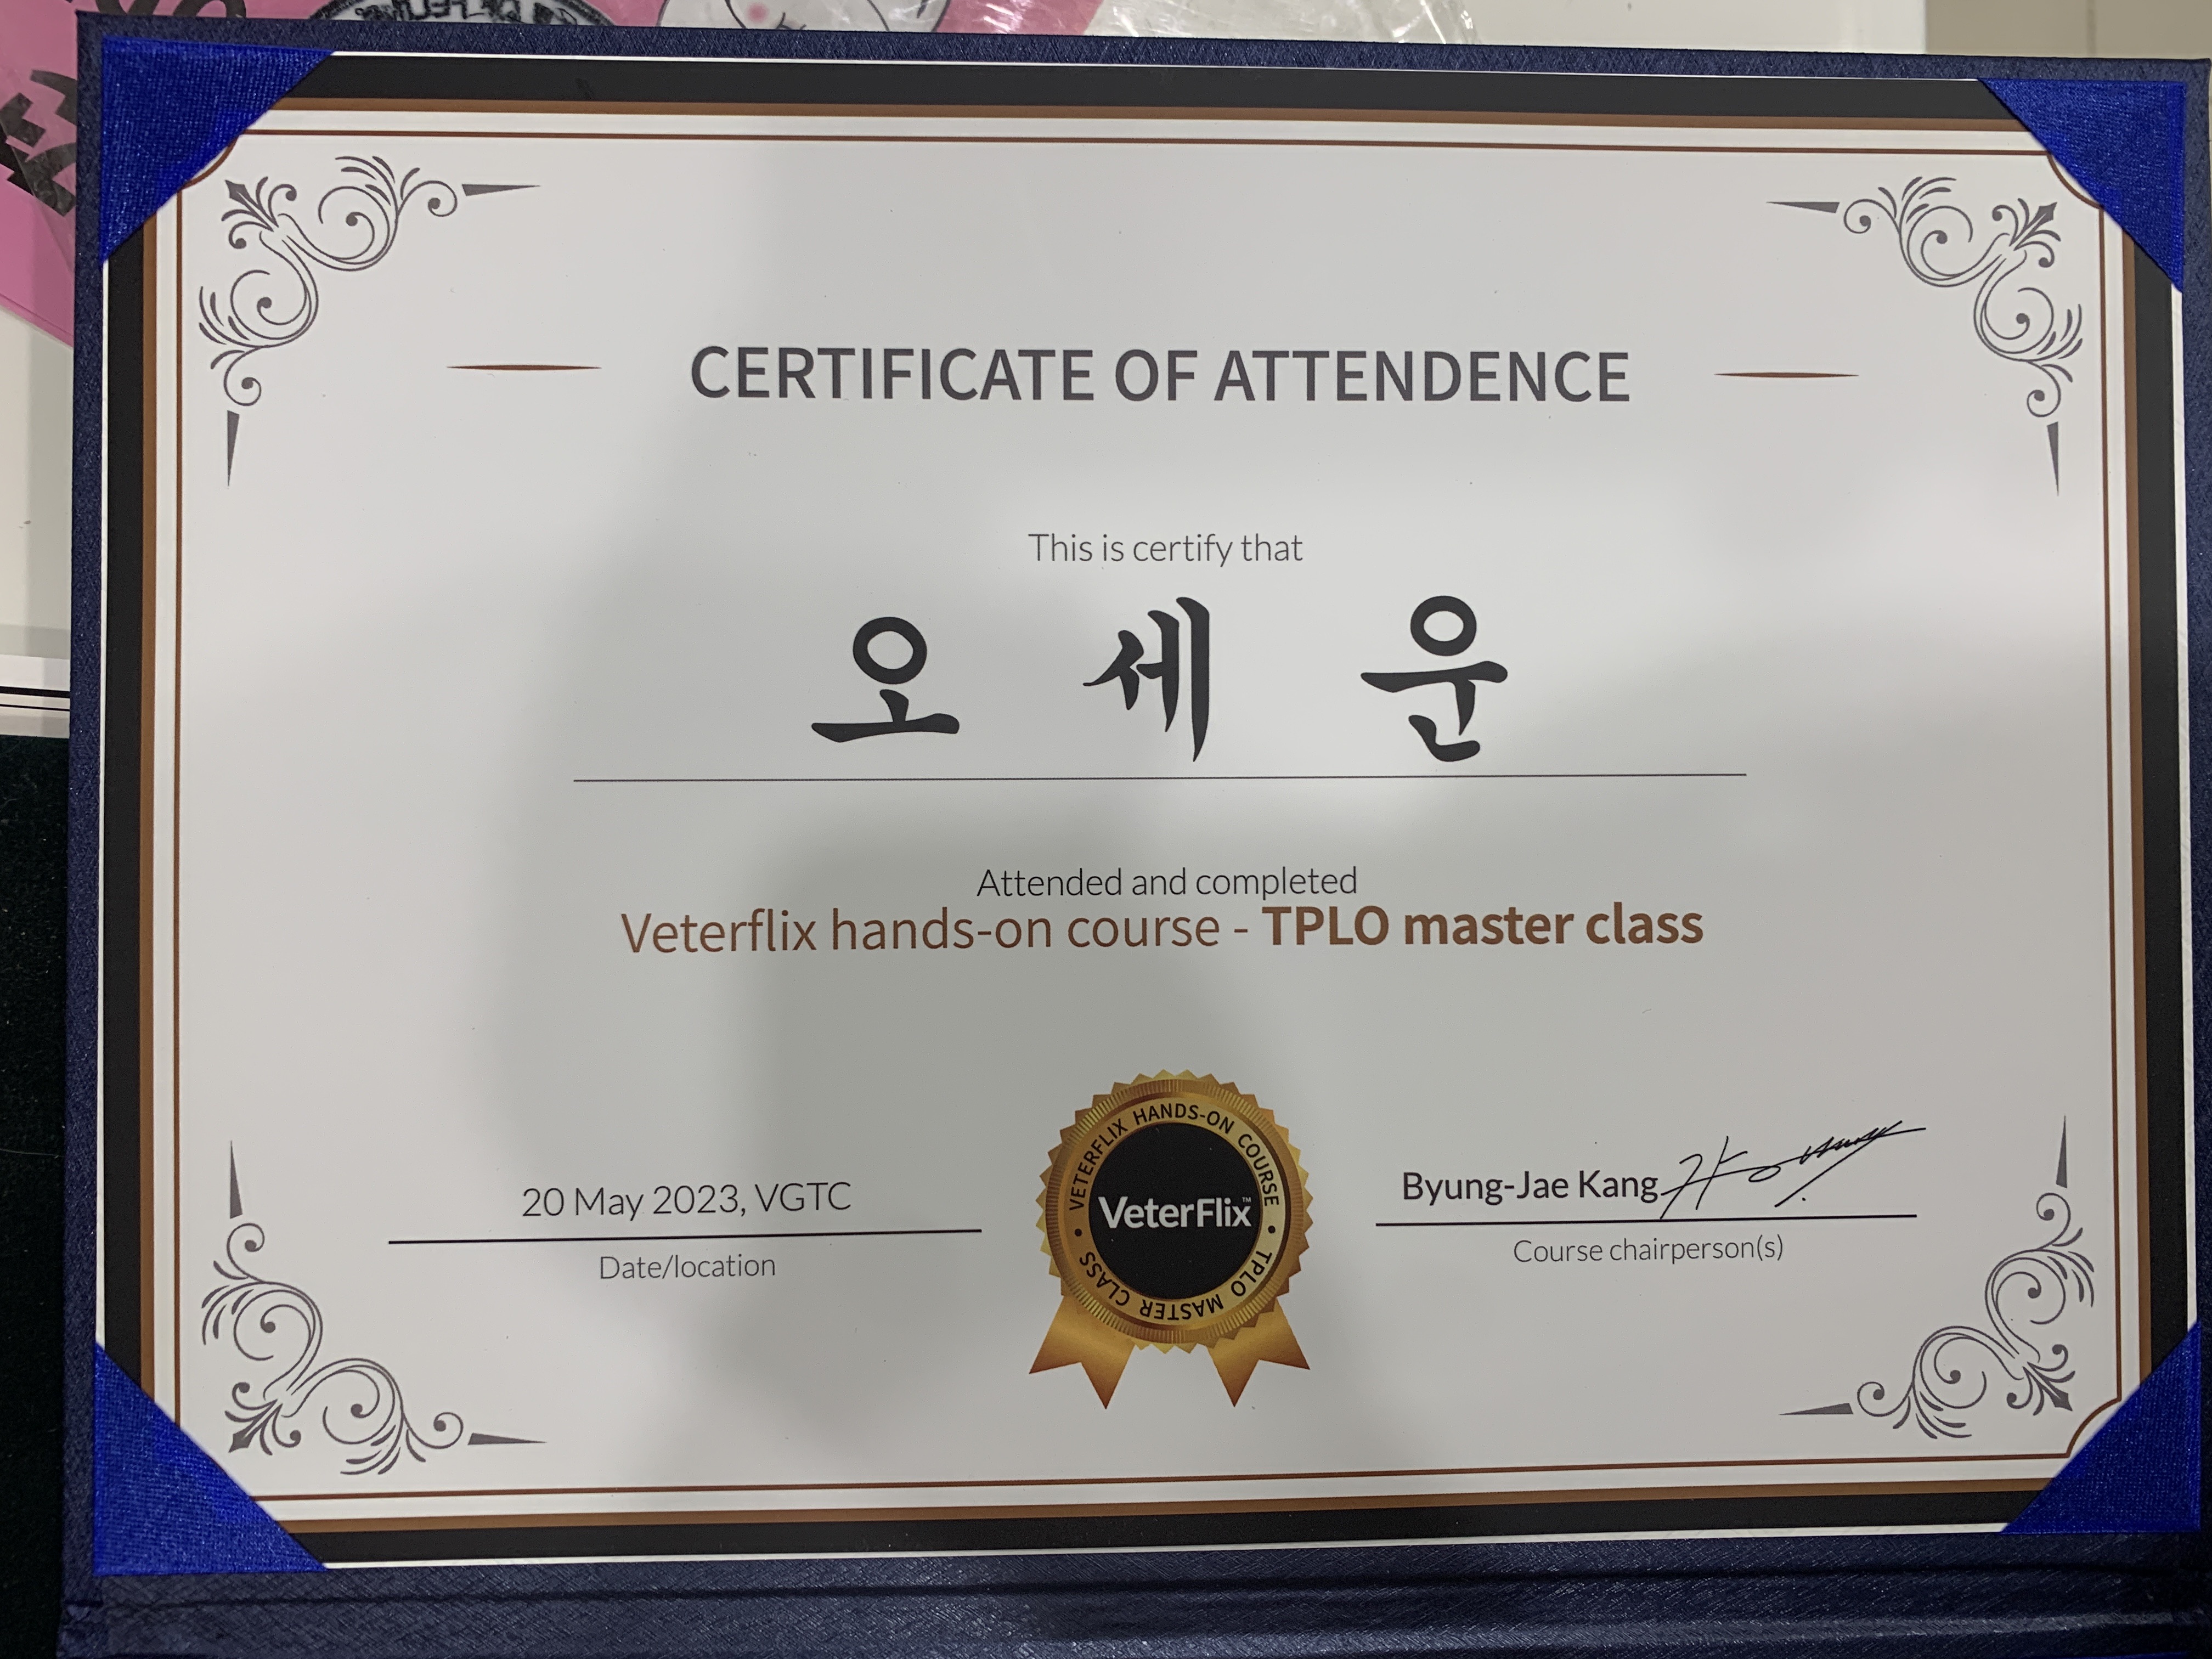 CERTIFICATE OF ATTENDENCE
This is certify that
오 세 운
Attended and completed
Veterflix hands-on course - TPLO master class
20 May 2023, VGTC
Date/location
VETERFLIX HANDS-ON COURSE
VeterFlix™
TPLO MASTER CLASS
Byung-Jae Kang
Course chairperson(s)